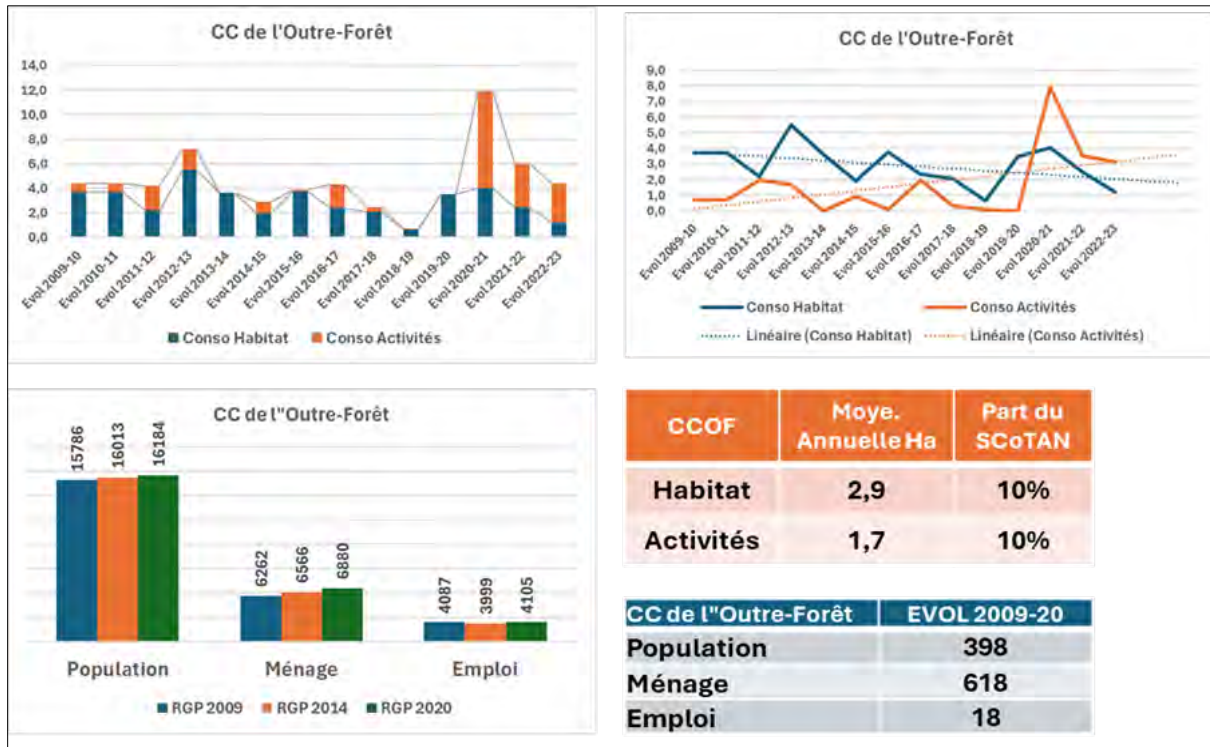 CC de l'Outre-Forêt
14,0
12,0
10,0
8,0
6,0
4,0
2,0
0,0
Evol 2009-10
Evol 2010-11
Evol 2011-12
Evol 2012-13
Evol 2013-14
Evol 2014-15
Evol 2015-16
Evol 2016-17
Evol 2017-18
Evol 2018-19
Evol 2019-20
Evol 2020-21
Evol 2021-22
Evol 2022-23
Conso Habitat Conso Activités
CC de l'Outre-Forêt
9,0
8,0
7,0
6,0
5,0
4,0
3,0
2,0
1,0
0,0
Evol 2009-10
Evol 2010-11
Evol 2011-12
Evol 2012-13
Evol 2013-14
Evol 2014-15
Evol 2015-16
Evol 2016-17
Evol 2017-18
Evol 2018-19
Evol 2019-20
Evol 2020-21
Evol 2021-22
Evol 2022-23
Conso Habitat Conso Activités
Linéaire (Conso Habitat) Linéaire (Conso Activités)
CC de l"Outre-Forêt
15786
16013
16184
6262
6566
6880
4087
3999
4105
Population Ménage Emploi
RGP 2009 RGP 2014 RGP 2020
CCOF Moye. Annuelle Ha Part du SCoTAN
Habitat 2,9 10%
Activités 1,7 10%
CC de l"Outre-Forêt EVOL 2009-20
Population 398
Ménage 618
Emploi 18